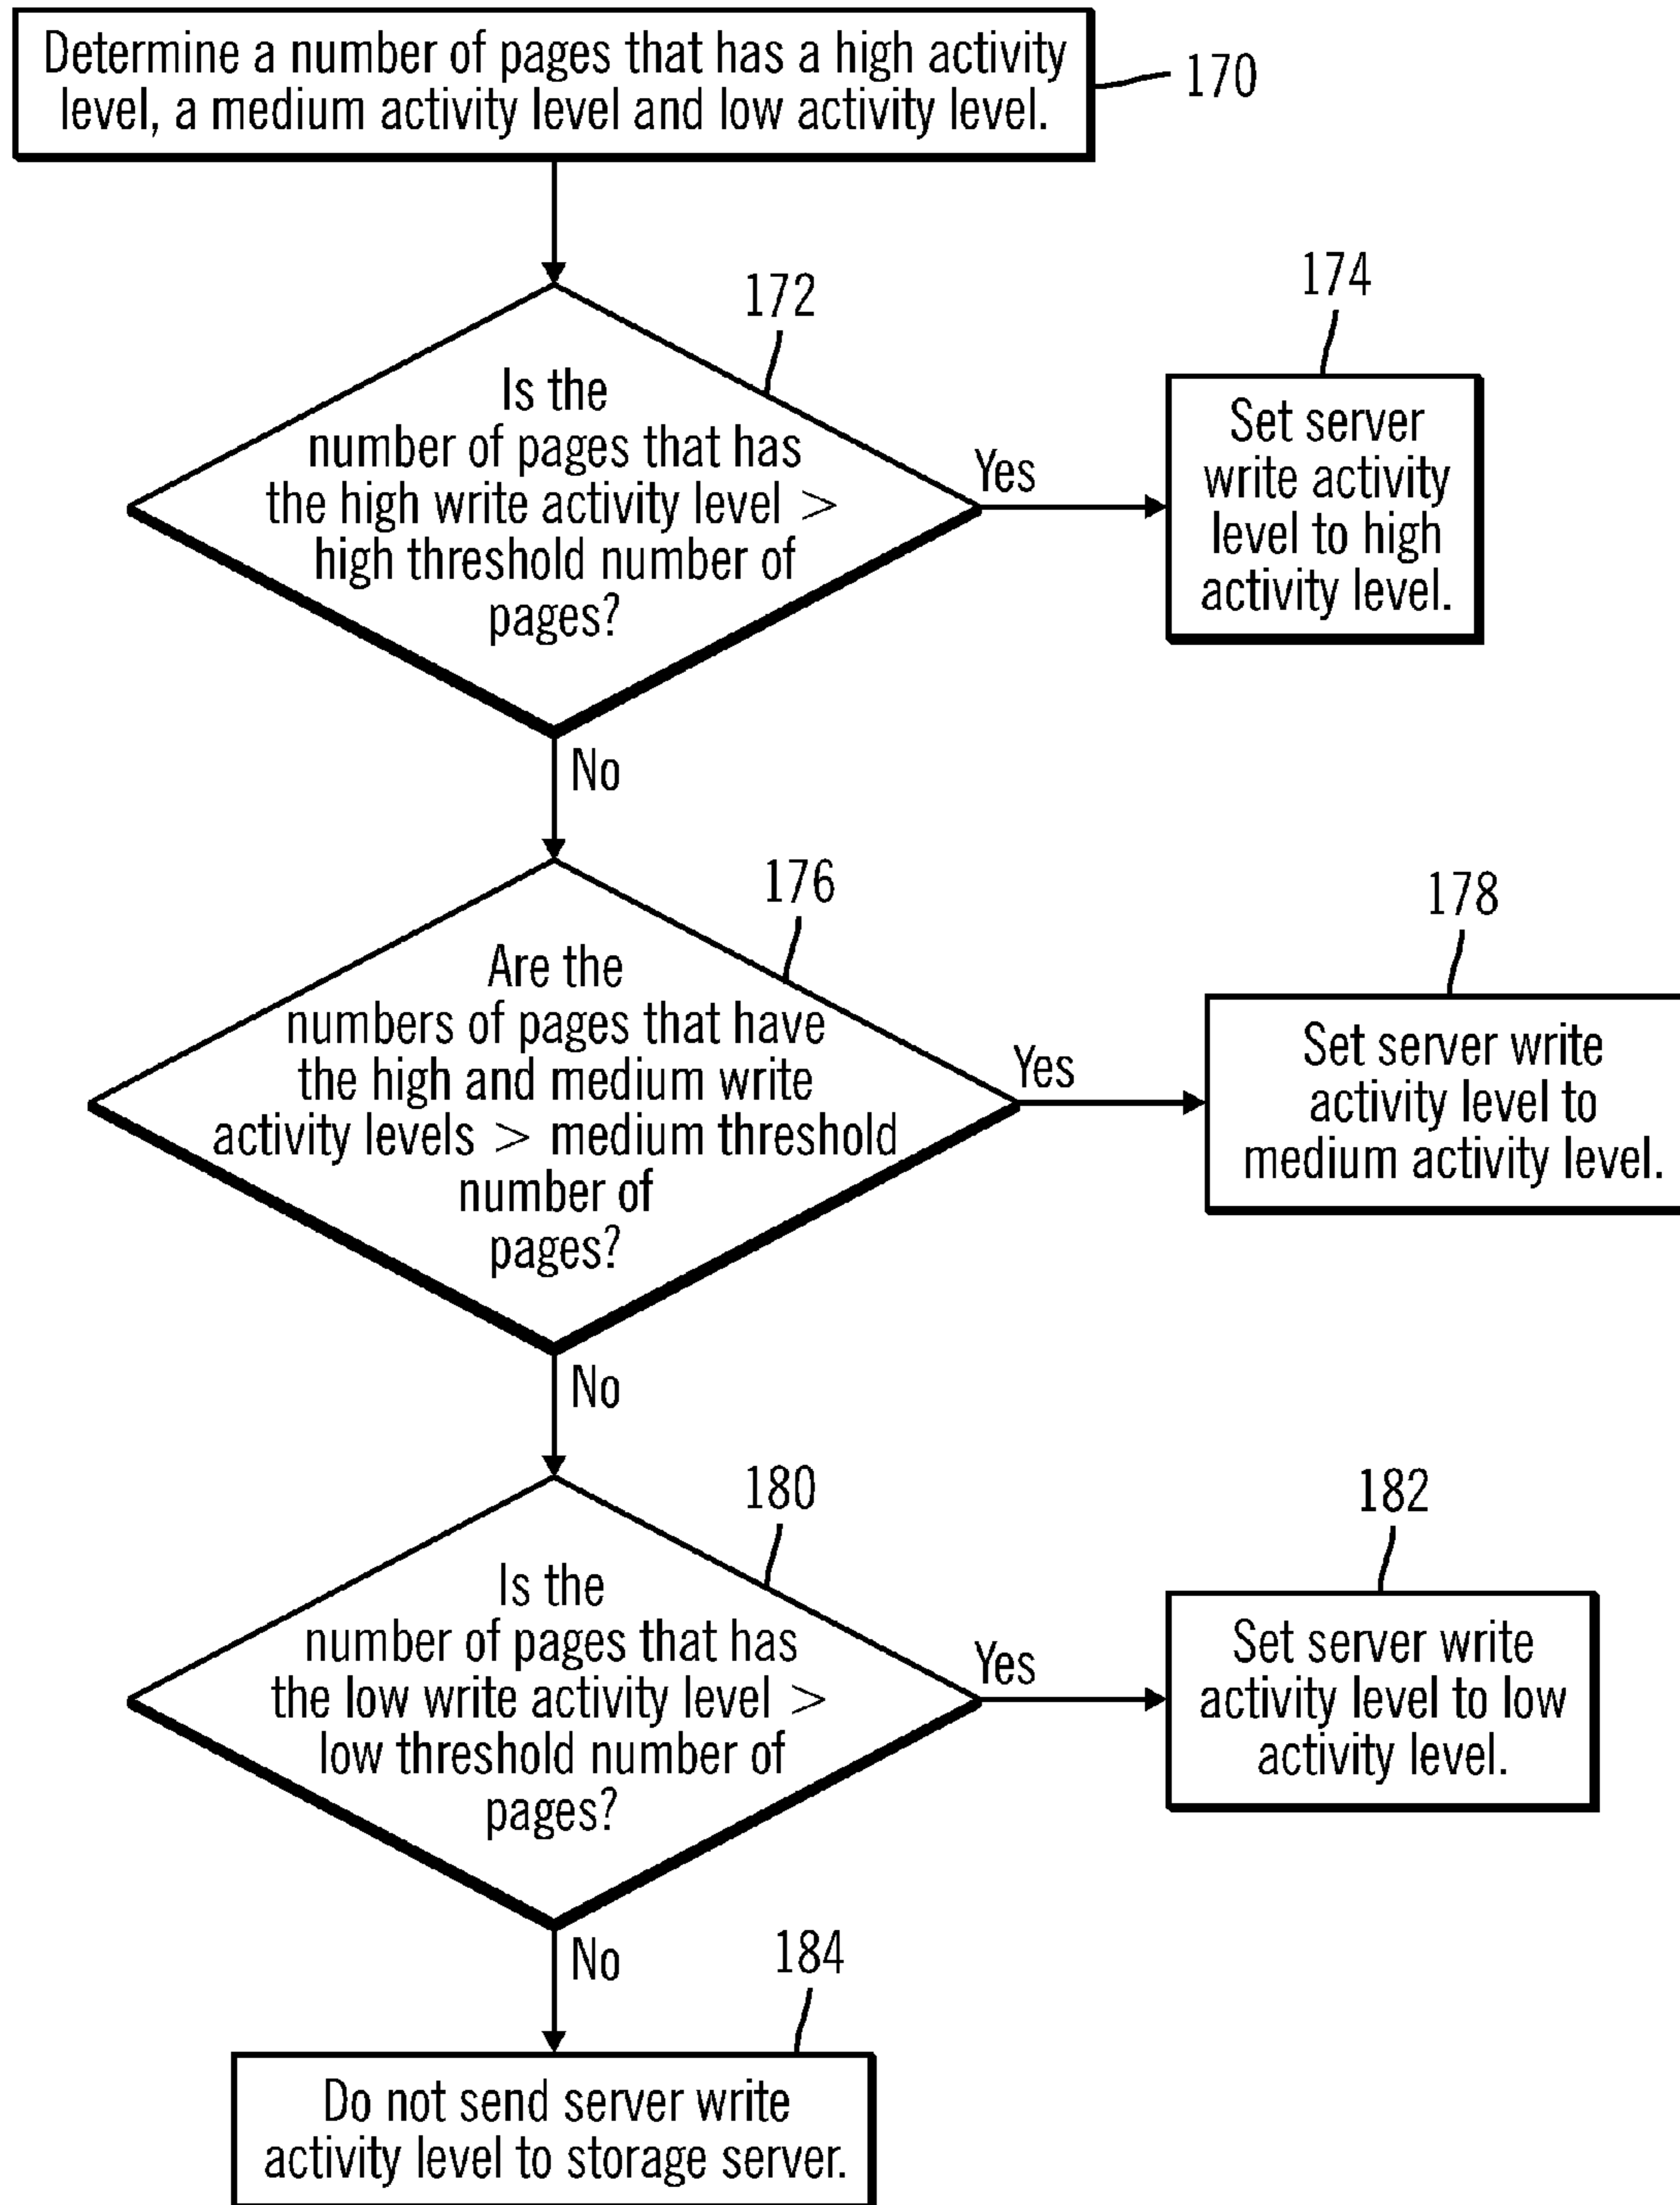 Determine a number of pages that has a high activity
level, a medium activity level and low activity level.
170
172
Is the
number of pages that has
the high write activity level >
high threshold number of
pages?
Yes
174
Set server
write activity
level to high
activity level.
No
176
Are the
numbers of pages that have
the high and medium write
activity levels > medium threshold
number of
pages?
Yes
178
Set server write
activity level to
medium activity level.
No
180
Is the
number of pages that has
the low write activity level >
low threshold number of
pages?
Yes
182
Set server write
activity level to low
activity level.
No
184
Do not send server write
activity level to storage server.